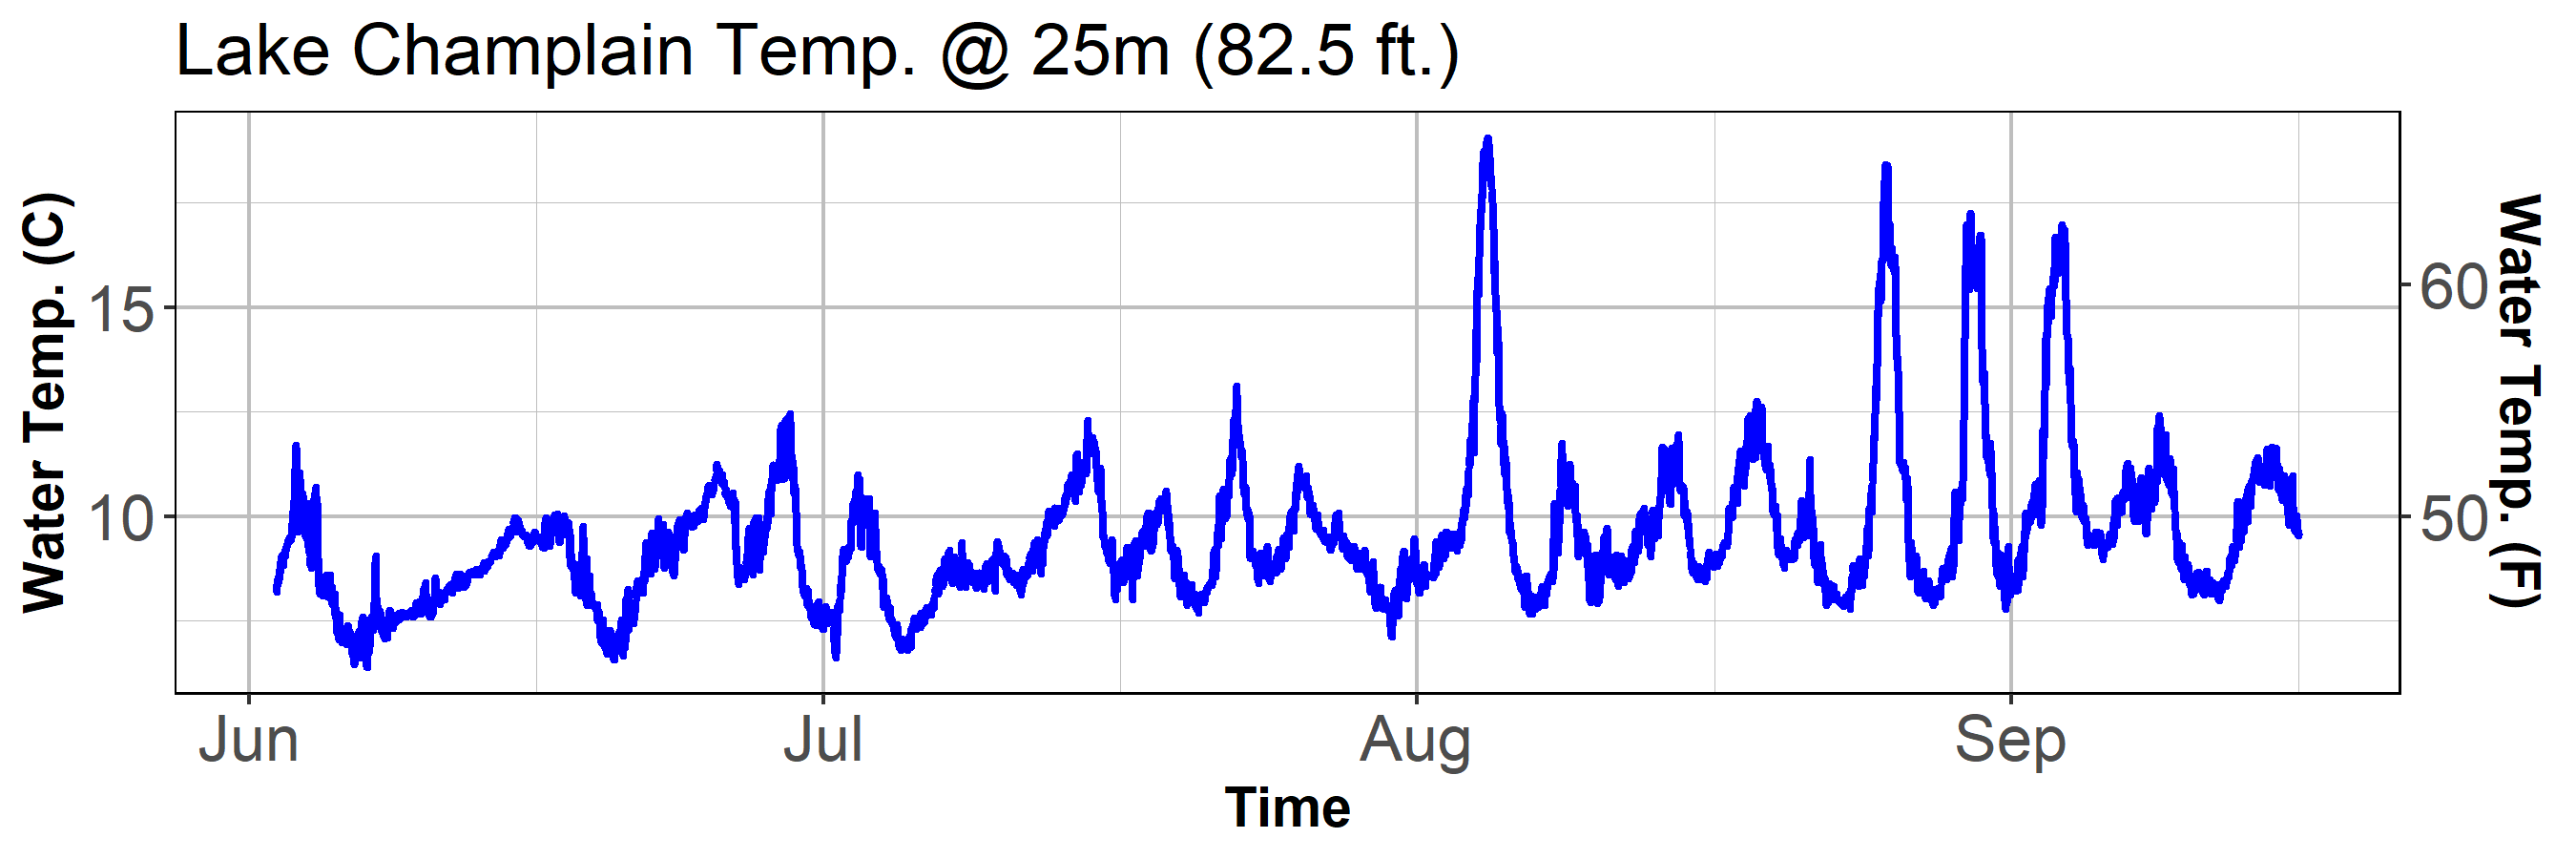 Lake Champlain Temp. @ 25m (82.5 ft.)
Water Temp. (C)
15
10
60
50
Water Temp. (F)
Jun Jul Aug Sep
Time